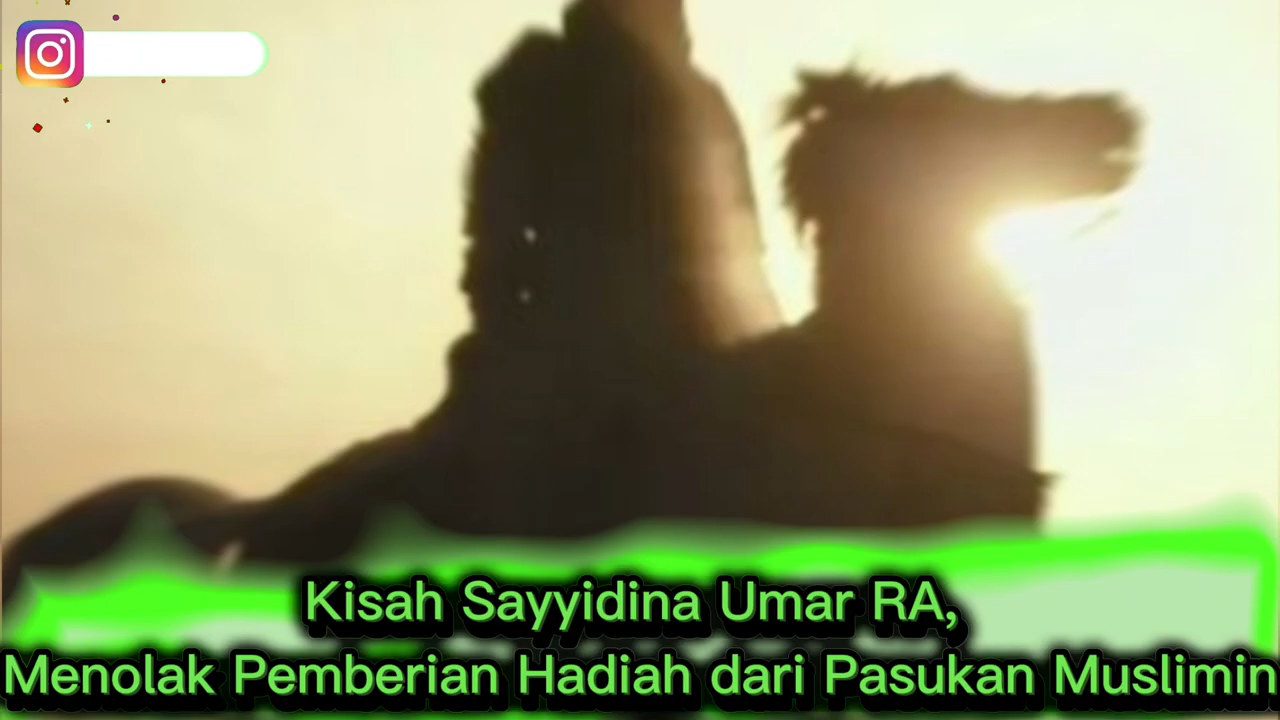 Kisah Sayyidina Umar RA,
Menolak Pemberian Hadiah dari Pasukan Muslimin